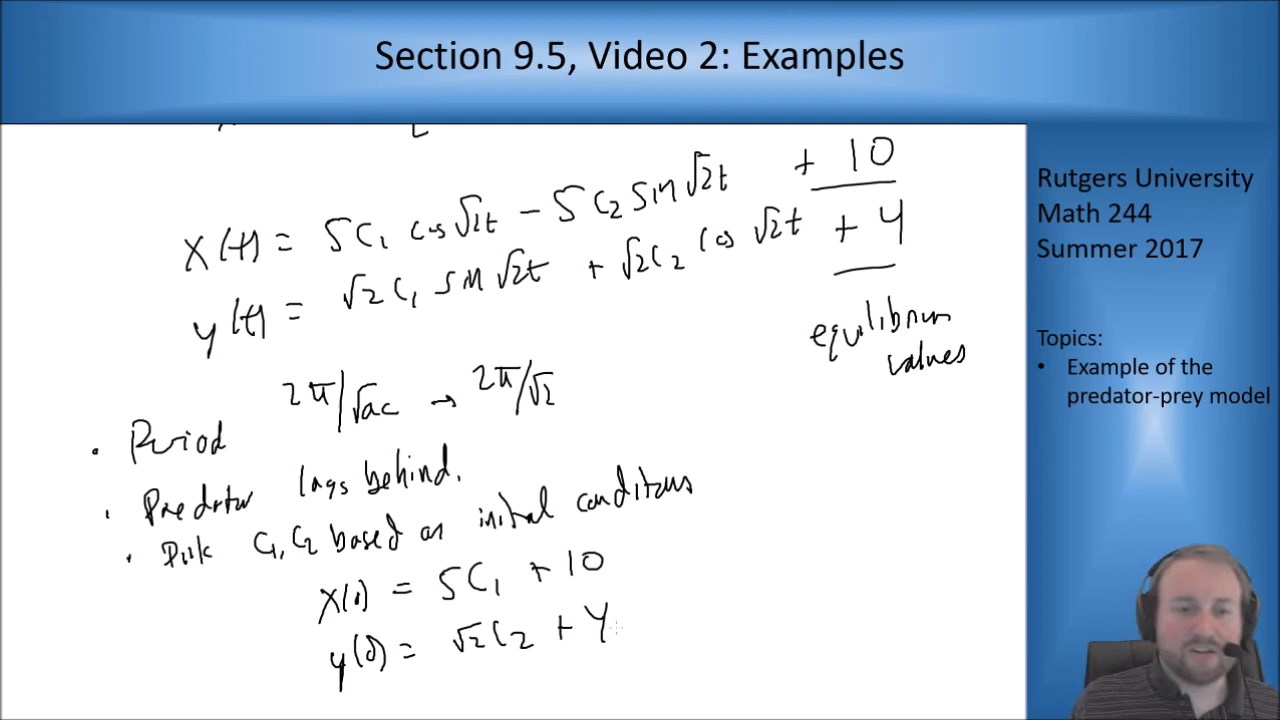 Section 9.5, Video 2: Examples
x(t) = 5C₁ cos √2t − 5C₂ sin √2t + 10
y(t) = √2 C₁ sin √2t + √2 C₂ cos √2t + 4
equilibrium
values
• Period 2π/√ac → 2π/√2
• Predator lags behind.
• Pick C₁, C₂ based on initial conditions
x(0) = 5C₁ + 10
y(0) = √2 C₂ + 4
Rutgers University
Math 244
Summer 2017
Topics:
• Example of the
predator-prey model